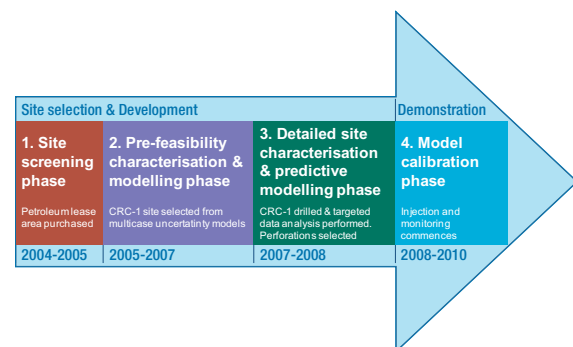 Site selection & Development
Demonstration
1. Site
screening
phase
Petroleum lease
area purchased
2. Pre-feasibility
characterisation &
modelling phase
CRC-1 site selected from
multicase uncertainty models
3. Detailed site
characterisation
& predictive
modelling phase
CRC-1 drilled & targeted
data analysis performed.
Perforations selected
4. Model
calibration
phase
Injection and
monitoring
commences
2004-2005
2005-2007
2007-2008
2008-2010